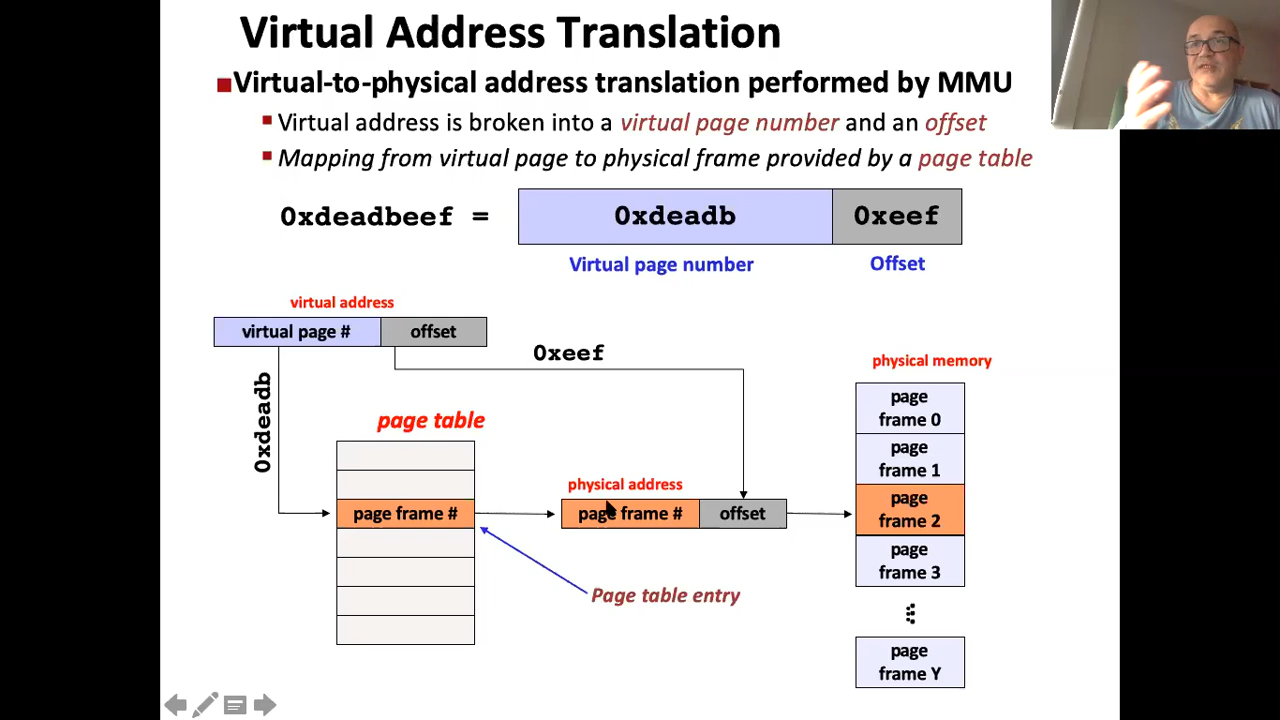 Virtual Address Translation
Virtual-to-physical address translation performed by MMU
Virtual address is broken into a virtual page number and an offset
Mapping from virtual page to physical frame provided by a page table
0xdeadbeef = 0xdeadb 0xeef
Virtual page number Offset
virtual address
virtual page # offset
0xeef
0xdeadb
page table
page frame #
physical address
page frame # offset
Page table entry
physical memory
page
frame 0
page
frame 1
page
frame 2
page
frame 3
page
frame Y